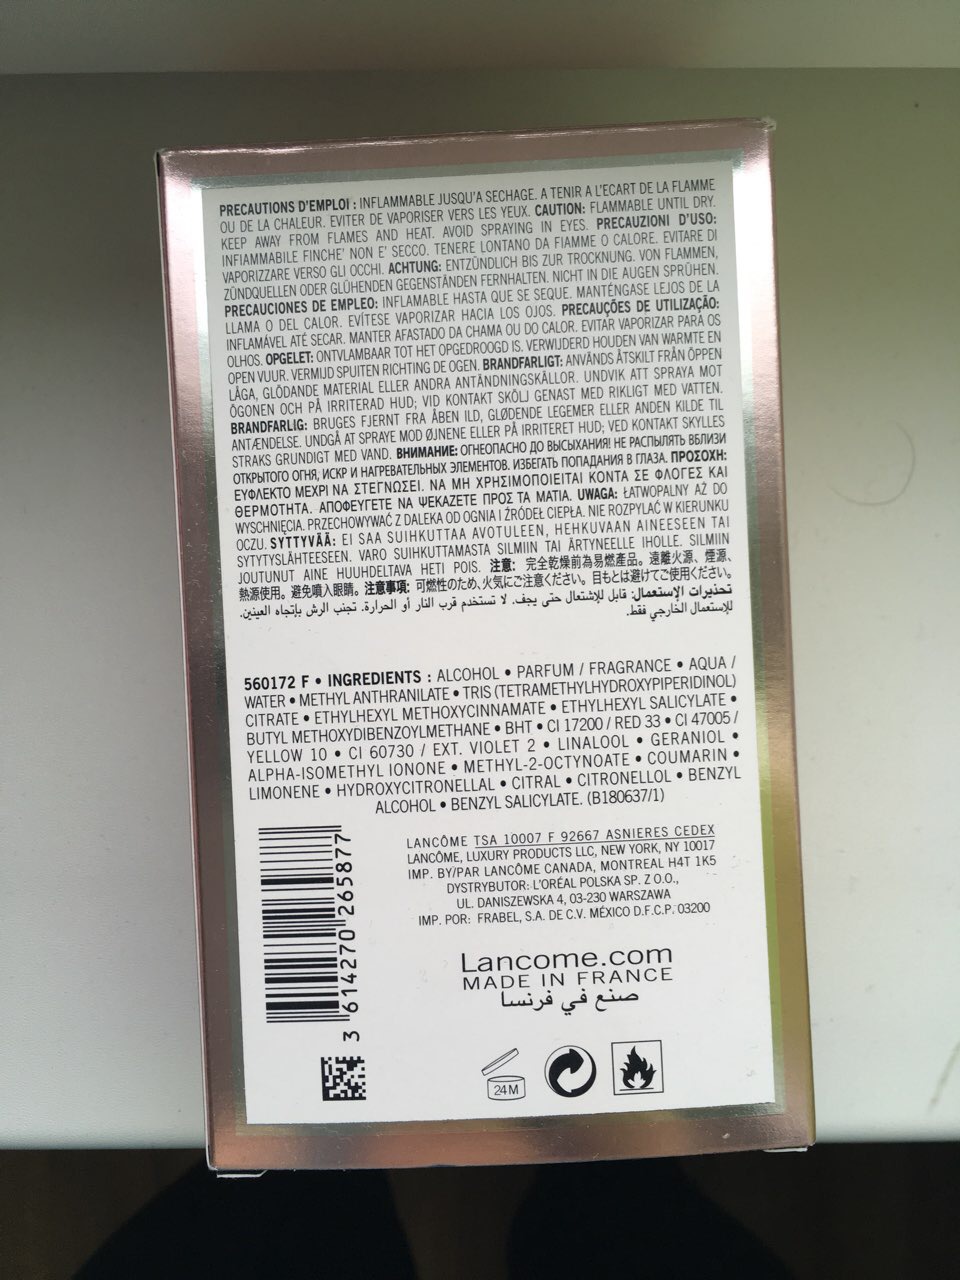 PRECAUTIONS D'EMPLOI : INFLAMMABLE JUSQU'A SECHAGE. A TENIR A L'ECART DE LA FLAMME
OU DE LA CHALEUR. EVITER DE VAPORISER VERS LES YEUX. CAUTION: FLAMMABLE UNTIL DRY.
KEEP AWAY FROM FLAMES AND HEAT. AVOID SPRAYING IN EYES. PRECAUZIONI D'USO:
INFIAMMABILE FINCHE' NON E' SECCO. TENERE LONTANO DA FIAMME O CALORE. EVITARE DI
VAPORIZZARE VERSO GLI OCCHI. ACHTUNG: ENTZÜNDLICH BIS ZUR TROCKNUNG. VON FLAMMEN,
ZÜNDQUELLEN ODER GLÜHENDEN GEGENSTÄNDEN FERNHALTEN. NICHT IN DIE AUGEN SPRÜHEN.
PRECAUCIONES DE EMPLEO: INFLAMABLE HASTA QUE SE SEQUE. MANTÉNGASE LEJOS DE LA
LLAMA O DEL CALOR. EVÍTESE VAPORIZAR HACIA LOS OJOS. PRECAUÇÕES DE UTILIZAÇÃO:
INFLAMÁVEL ATÉ SECAR. MANTER AFASTADO DA CHAMA OU DO CALOR. EVITAR VAPORIZAR PARA OS
OLHOS. OPGELET: ONTVLAMBAAR TOT HET OPGEDROOGD IS. VERWIJDERD HOUDEN VAN WARMTE EN
OPEN VUUR. VERMIJD SPUITEN RICHTING DE OGEN. BRANDFARLIGT: ANVÄNDS ÅTSKILT FRÅN ÖPPEN
LÅGA, GLÖDANDE MATERIAL ELLER ANDRA ANTÄNDNINGSKÄLLOR. UNDVIK ATT SPRAYA MOT
ÖGONEN OCH PÅ IRRITERAD HUD; VID KONTAKT SKÖLJ GENAST MED RIKLIGT MED VATTEN.
BRANDFARLIG: BRUGES FJERNT FRA ÅBEN ILD, GLØDENDE LEGEMER ELLER ANDEN KILDE TIL
ANTÆNDELSE. UNDGÅ AT SPRAYE MOD ØJNENE ELLER PÅ IRRITERET HUD; VED KONTAKT SKYLLES
STRAKS GRUNDIGT MED VAND. ВНИМАНИЕ: ОГНЕОПАСНО ДО ВЫСЫХАНИЯ! НЕ РАСПЫЛЯТЬ ВБЛИЗИ
ОТКРЫТОГО ОГНЯ, ИСКР И НАГРЕВАТЕЛЬНЫХ ЭЛЕМЕНТОВ. ИЗБЕГАТЬ ПОПАДАНИЯ В ГЛАЗА. ΠΡΟΣΟΧΗ:
ΕΥΦΛΕΚΤΟ ΜΕΧΡΙ ΝΑ ΣΤΕΓΝΩΣΕΙ. ΝΑ ΜΗ ΧΡΗΣΙΜΟΠΟΙΕΙΤΑΙ ΚΟΝΤΑ ΣΕ ΦΛΟΓΕΣ ΚΑΙ
ΘΕΡΜΟΤΗΤΑ. ΑΠΟΦΕΥΓΕΤΕ ΝΑ ΨΕΚΑΖΕΤΕ ΠΡΟΣ ΤΑ ΜΑΤΙΑ. UWAGA: ŁATWOPALNY AŻ DO
WYSCHNIĘCIA. PRZECHOWYWAĆ Z DALEKA OD OGNIA I ŹRÓDEŁ CIEPŁA. NIE ROZPYLAĆ W KIERUNKU
OCZU. SYTTYVÄÄ: EI SAA SUIHKUTTAA AVOTULEEN, HEHKUVAAN AINEESEEN TAI
SYTYTYSLÄHTEESEEN. VARO SUIHKUTTAMASTA SILMIIN TAI ÄRTYNEELLE IHOLLE. SILMIIN
JOUTUNUT AINE HUUHDELTAVA HETI POIS. 注意: 完全乾燥前為易燃產品。遠離火源、煙源、
熱源使用。避免噴入眼睛。注意事項: 可燃性のため、火気にご注意ください。目もとは避けてご使用ください。
تحذيرات الإستعمال: قابل للإشتعال حتى يجف. لا تستخدم قرب النار أو الحرارة. تجنب الرش بإتجاه العينين.
للإستعمال الخارجي فقط.
560172 F • INGREDIENTS : ALCOHOL • PARFUM / FRAGRANCE • AQUA /
WATER • METHYL ANTHRANILATE • TRIS (TETRAMETHYLHYDROXYPIPERIDINOL)
CITRATE • ETHYLHEXYL METHOXYCINNAMATE • ETHYLHEXYL SALICYLATE •
BUTYL METHOXYDIBENZOYLMETHANE • BHT • CI 17200 / RED 33 • CI 47005 /
YELLOW 10 • CI 60730 / EXT. VIOLET 2 • LINALOOL • GERANIOL •
ALPHA-ISOMETHYL IONONE • METHYL-2-OCTYNOATE • COUMARIN •
LIMONENE • HYDROXYCITRONELLAL • CITRAL • CITRONELLOL • BENZYL
ALCOHOL • BENZYL SALICYLATE. (B180637/1)
3 614270 265877
LANCÔME TSA 10007 F 92667 ASNIERES CEDEX
LANCÔME, LUXURY PRODUCTS LLC, NEW YORK, NY 10017
IMP. BY/PAR LANCÔME CANADA, MONTREAL H4T 1K5
DYSTRYBUTOR: L'ORÉAL POLSKA SP. Z O.O.,
UL. DANISZEWSKA 4, 03-230 WARSZAWA
IMP. POR: FRABEL, S.A. DE C.V. MÉXICO D.F.C.P. 03200
Lancome.com
MADE IN FRANCE
صنع في فرنسا
24M